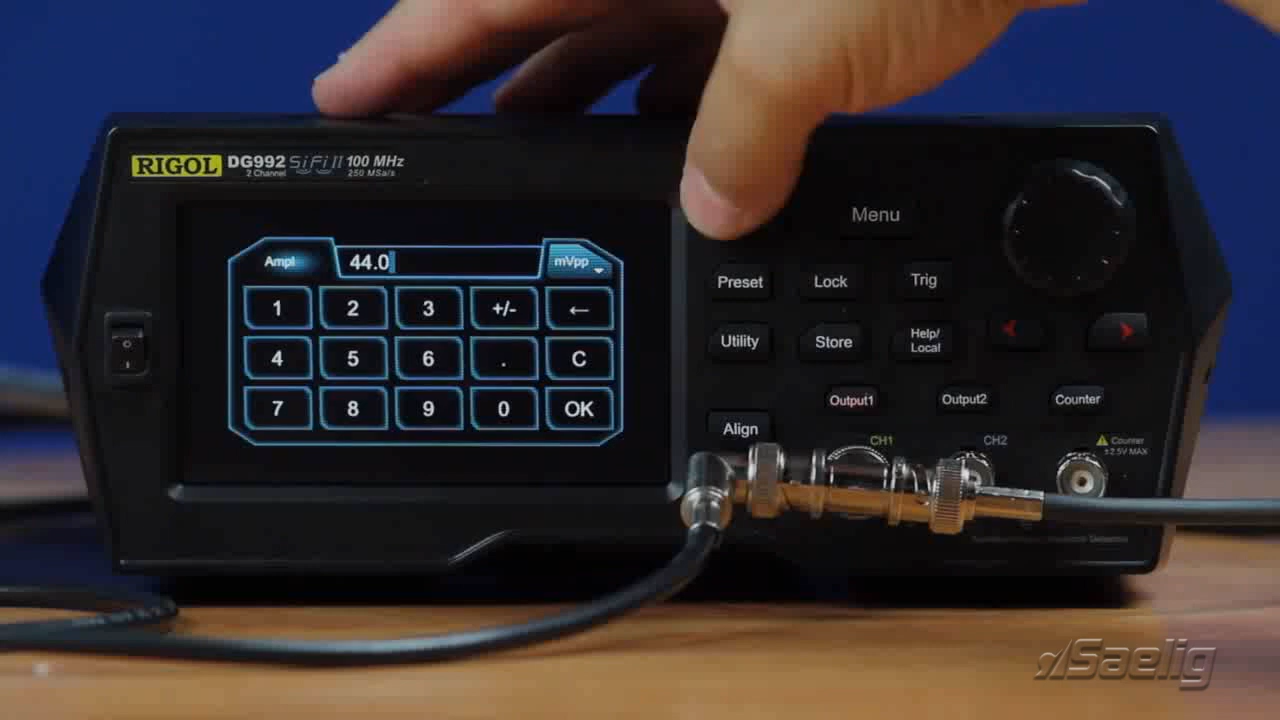 RIGOL DG992 SiFi II 100 MHz
2 Channel 250 MSa/s
Menu
Ampl 44.0 mVpp
1 2 3 +/- ←
4 5 6 . C
7 8 9 0 OK
Preset Lock Trig
Utility Store Help/
Local
Output1 Output2 Counter
Align
CH1 CH2 Counter
±2.5V MAX
Saelig